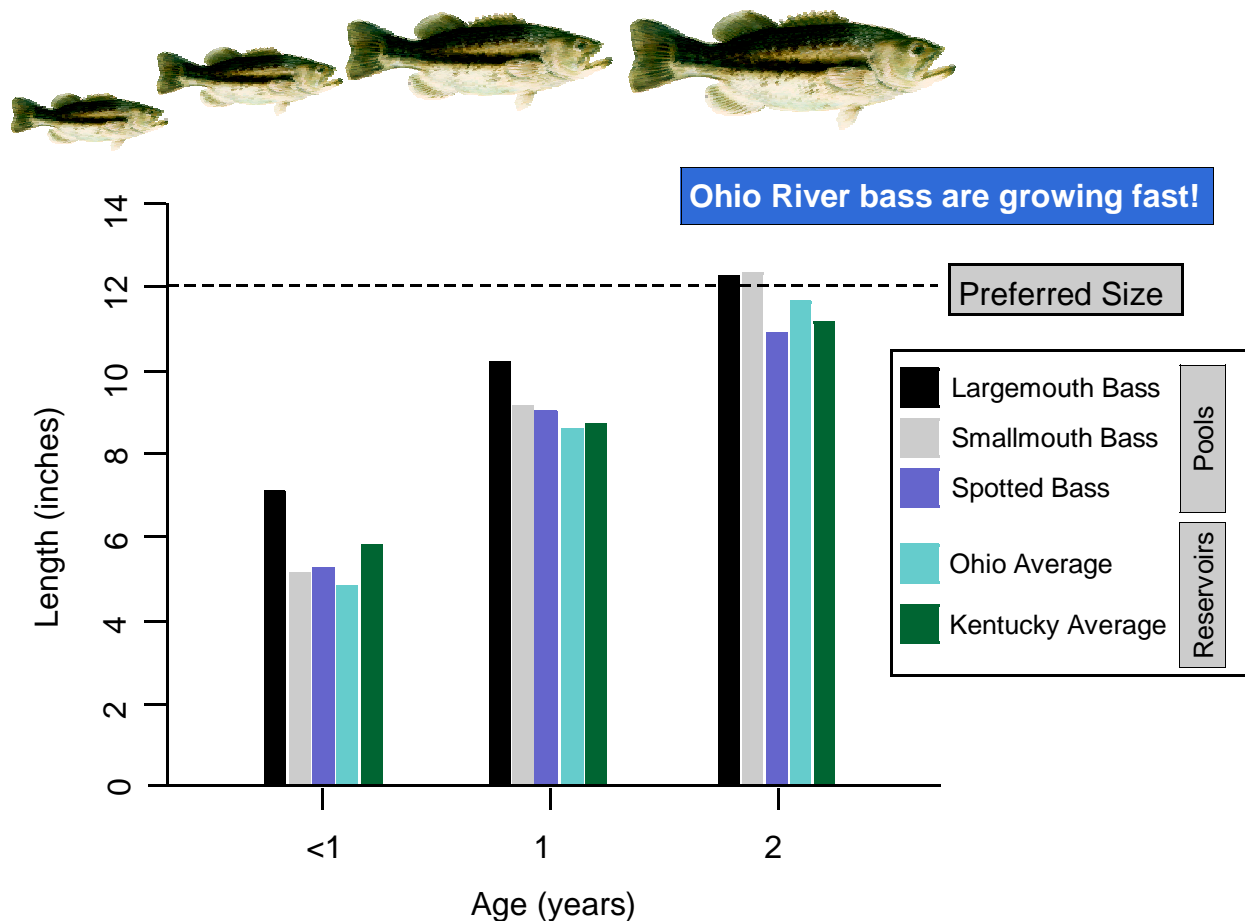 Ohio River bass are growing fast!
14
12
10
8
6
4
2
0
Length (inches)
<1
1
2
Age (years)
Preferred Size
Largemouth Bass
Smallmouth Bass
Spotted Bass
Pools
Ohio Average
Kentucky Average
Reservoirs